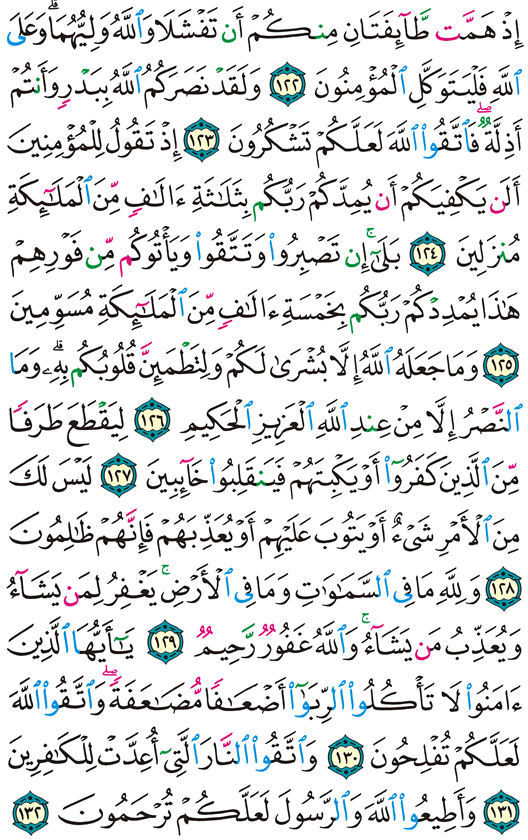 إِذْ هَمَّت طَّآئِفَتَانِ مِنكُمْ أَن تَفْشَلَا وَٱللَّهُ وَلِيُّهُمَا ۗ وَعَلَى
ٱللَّهِ فَلْيَتَوَكَّلِ ٱلْمُؤْمِنُونَ ١٢٢ وَلَقَدْ نَصَرَكُمُ ٱللَّهُ بِبَدْرٍ وَأَنتُمْ
أَذِلَّةٌ ۖ فَٱتَّقُوا۟ ٱللَّهَ لَعَلَّكُمْ تَشْكُرُونَ ١٢٣ إِذْ تَقُولُ لِلْمُؤْمِنِينَ
أَلَن يَكْفِيَكُمْ أَن يُمِدَّكُمْ رَبُّكُم بِثَلَٰثَةِ ءَالَٰفٍ مِّنَ ٱلْمَلَٰٓئِكَةِ
مُنزَلِينَ ١٢٤ بَلَىٰٓ ۚ إِن تَصْبِرُوا۟ وَتَتَّقُوا۟ وَيَأْتُوكُم مِّن فَوْرِهِمْ
هَٰذَا يُمْدِدْكُمْ رَبُّكُم بِخَمْسَةِ ءَالَٰفٍ مِّنَ ٱلْمَلَٰٓئِكَةِ مُسَوِّمِينَ
١٢٥ وَمَا جَعَلَهُ ٱللَّهُ إِلَّا بُشْرَىٰ لَكُمْ وَلِتَطْمَئِنَّ قُلُوبُكُم بِهِۦ ۗ وَمَا
ٱلنَّصْرُ إِلَّا مِنْ عِندِ ٱللَّهِ ٱلْعَزِيزِ ٱلْحَكِيمِ ١٢٦ لِيَقْطَعَ طَرَفًا
مِّنَ ٱلَّذِينَ كَفَرُوٓا۟ أَوْ يَكْبِتَهُمْ فَيَنقَلِبُوا۟ خَآئِبِينَ ١٢٧ لَيْسَ لَكَ
مِنَ ٱلْأَمْرِ شَىْءٌ أَوْ يَتُوبَ عَلَيْهِمْ أَوْ يُعَذِّبَهُمْ فَإِنَّهُمْ ظَٰلِمُونَ
١٢٨ وَلِلَّهِ مَا فِى ٱلسَّمَٰوَٰتِ وَمَا فِى ٱلْأَرْضِ ۚ يَغْفِرُ لِمَن يَشَآءُ
وَيُعَذِّبُ مَن يَشَآءُ ۚ وَٱللَّهُ غَفُورٌ رَّحِيمٌ ١٢٩ يَٰٓأَيُّهَا ٱلَّذِينَ
ءَامَنُوا۟ لَا تَأْكُلُوا۟ ٱلرِّبَوٰٓا۟ أَضْعَٰفًا مُّضَٰعَفَةً ۖ وَٱتَّقُوا۟ ٱللَّهَ
لَعَلَّكُمْ تُفْلِحُونَ ١٣٠ وَٱتَّقُوا۟ ٱلنَّارَ ٱلَّتِىٓ أُعِدَّتْ لِلْكَٰفِرِينَ
١٣١ وَأَطِيعُوا۟ ٱللَّهَ وَٱلرَّسُولَ لَعَلَّكُمْ تُرْحَمُونَ ١٣٢